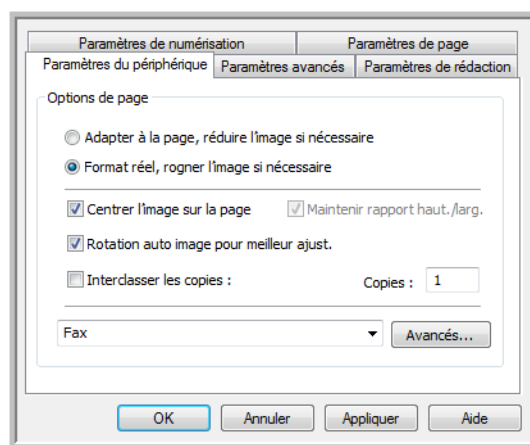 Paramètres de numérisation Paramètres de page
Paramètres du périphérique Paramètres avancés Paramètres de rédaction
Options de page
Adapter à la page, réduire l'image si nécessaire
Format réel, rogner l'image si nécessaire
Centrer l'image sur la page Maintenir rapport haut./larg.
Rotation auto image pour meilleur ajust.
Interclasser les copies : Copies : 1
Fax Avancés...
OK Annuler Appliquer Aide